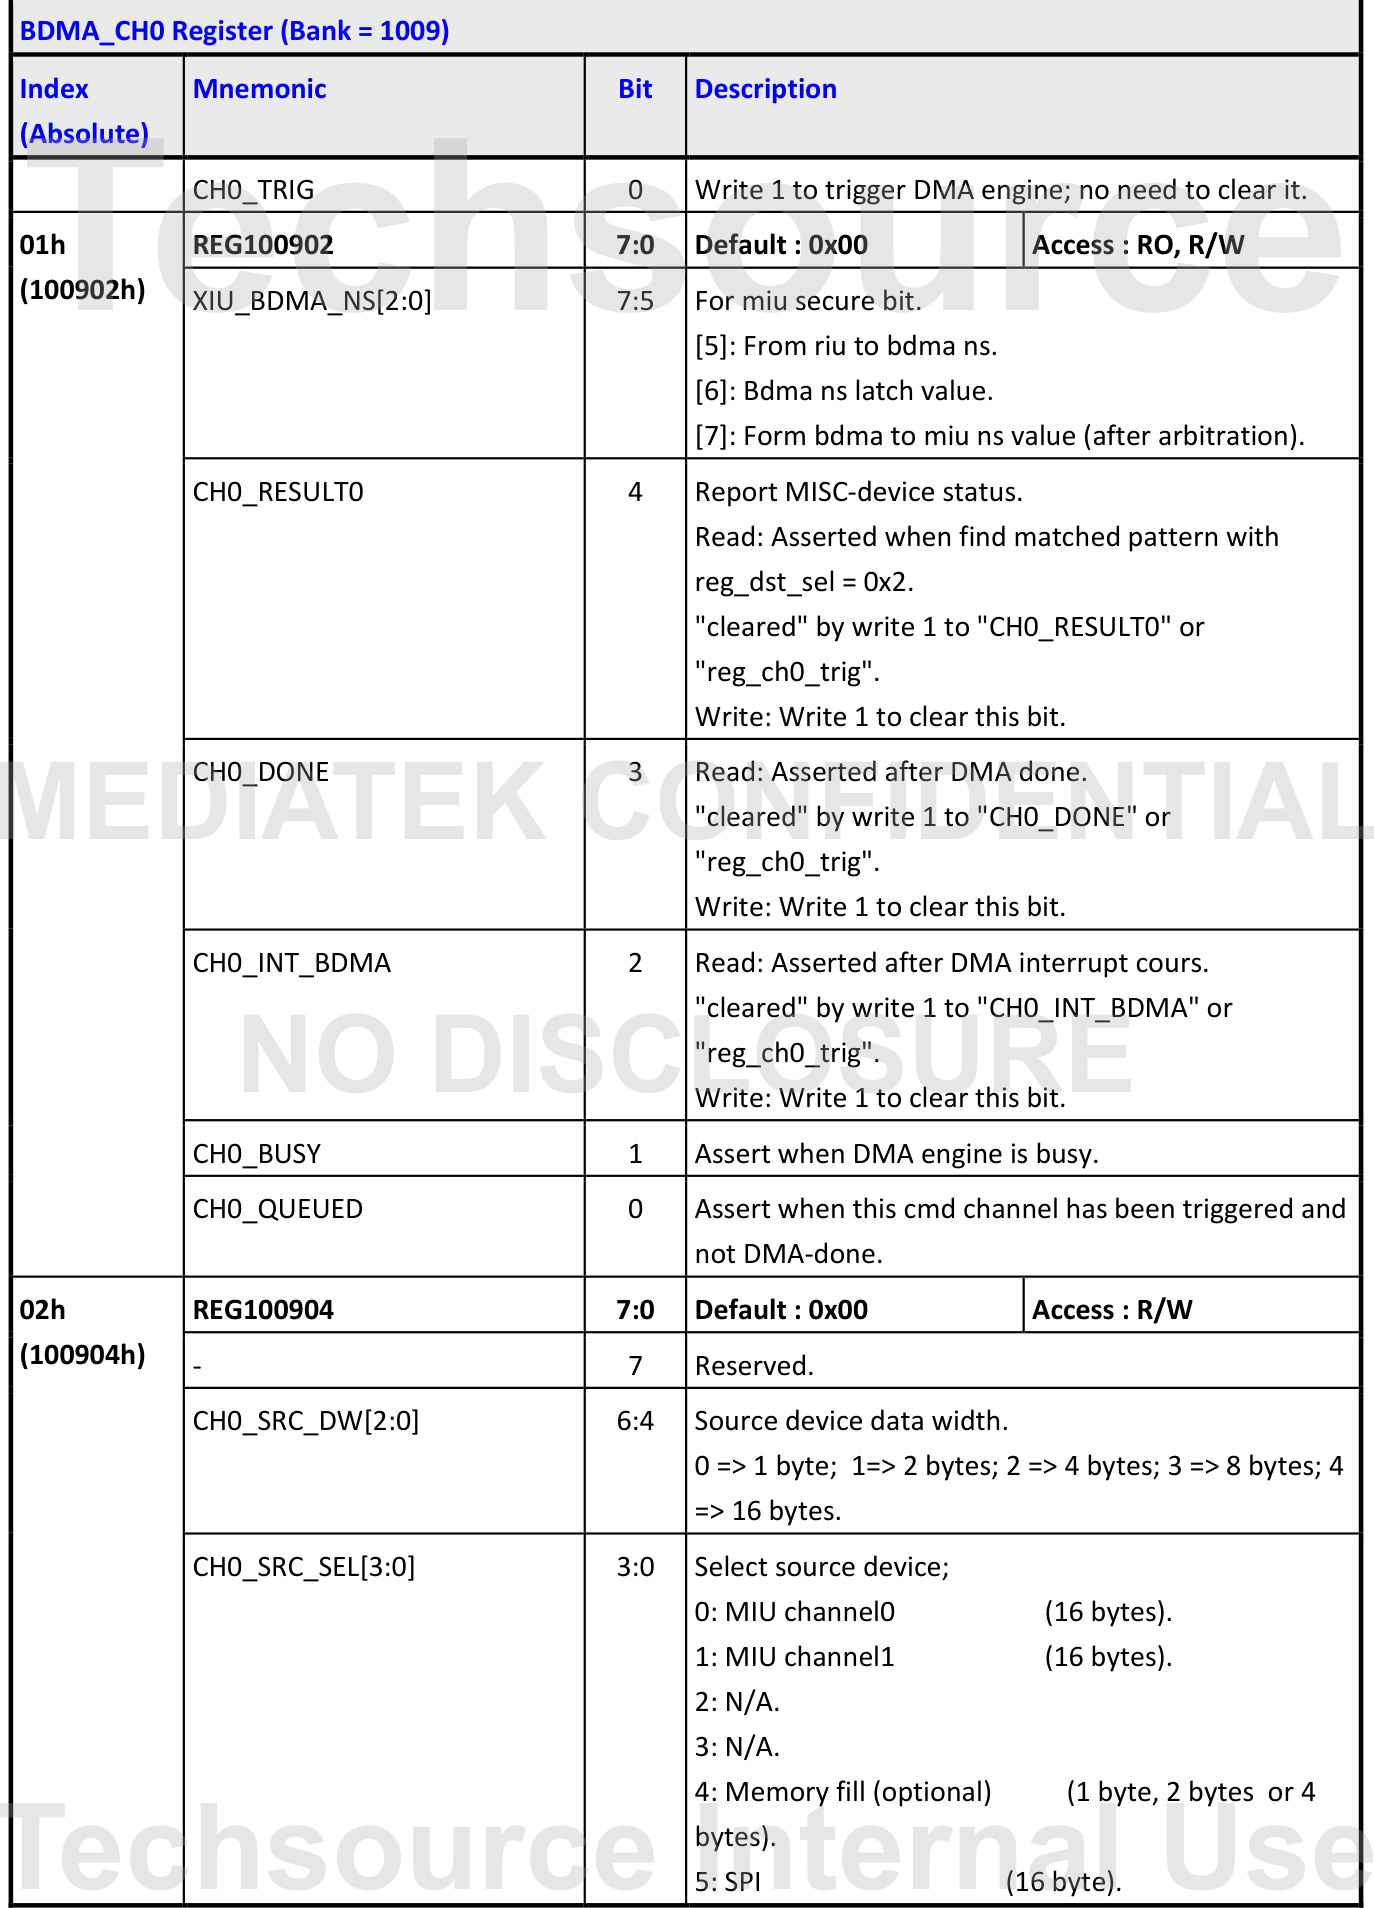 BDMA_CH0 Register (Bank = 1009)
Index (Absolute) Mnemonic Bit Description
CH0_TRIG 0 Write 1 to trigger DMA engine; no need to clear it.
Techsource
01h (100902h) REG100902 7:0 Default : 0x00 Access : RO, R/W
XIU_BDMA_NS[2:0] 7:5 For miu secure bit.
[5]: From riu to bdma ns.
[6]: Bdma ns latch value.
[7]: Form bdma to miu ns value (after arbitration).
CH0_RESULT0 4 Report MISC-device status.
Read: Asserted when find matched pattern with
reg_dst_sel = 0x2.
"cleared" by write 1 to "CH0_RESULT0" or
"reg_ch0_trig".
Write: Write 1 to clear this bit.
CH0_DONE 3 Read: Asserted after DMA done.
MEDIATEK CONFIDENTIAL
"cleared" by write 1 to "CH0_DONE" or
"reg_ch0_trig".
Write: Write 1 to clear this bit.
CH0_INT_BDMA 2 Read: Asserted after DMA interrupt cours.
"cleared" by write 1 to "CH0_INT_BDMA" or
NO DISCLOSURE
"reg_ch0_trig".
Write: Write 1 to clear this bit.
CH0_BUSY 1 Assert when DMA engine is busy.
CH0_QUEUED 0 Assert when this cmd channel has been triggered and
not DMA-done.
02h (100904h) REG100904 7:0 Default : 0x00 Access : R/W
- 7 Reserved.
CH0_SRC_DW[2:0] 6:4 Source device data width.
0 => 1 byte;  1=> 2 bytes; 2 => 4 bytes; 3 => 8 bytes; 4
=> 16 bytes.
CH0_SRC_SEL[3:0] 3:0 Select source device;
0: MIU channel0 (16 bytes).
1: MIU channel1 (16 bytes).
2: N/A.
3: N/A.
4: Memory fill (optional) (1 byte, 2 bytes  or 4
bytes).
Techsource Internal Use
5: SPI (16 byte).